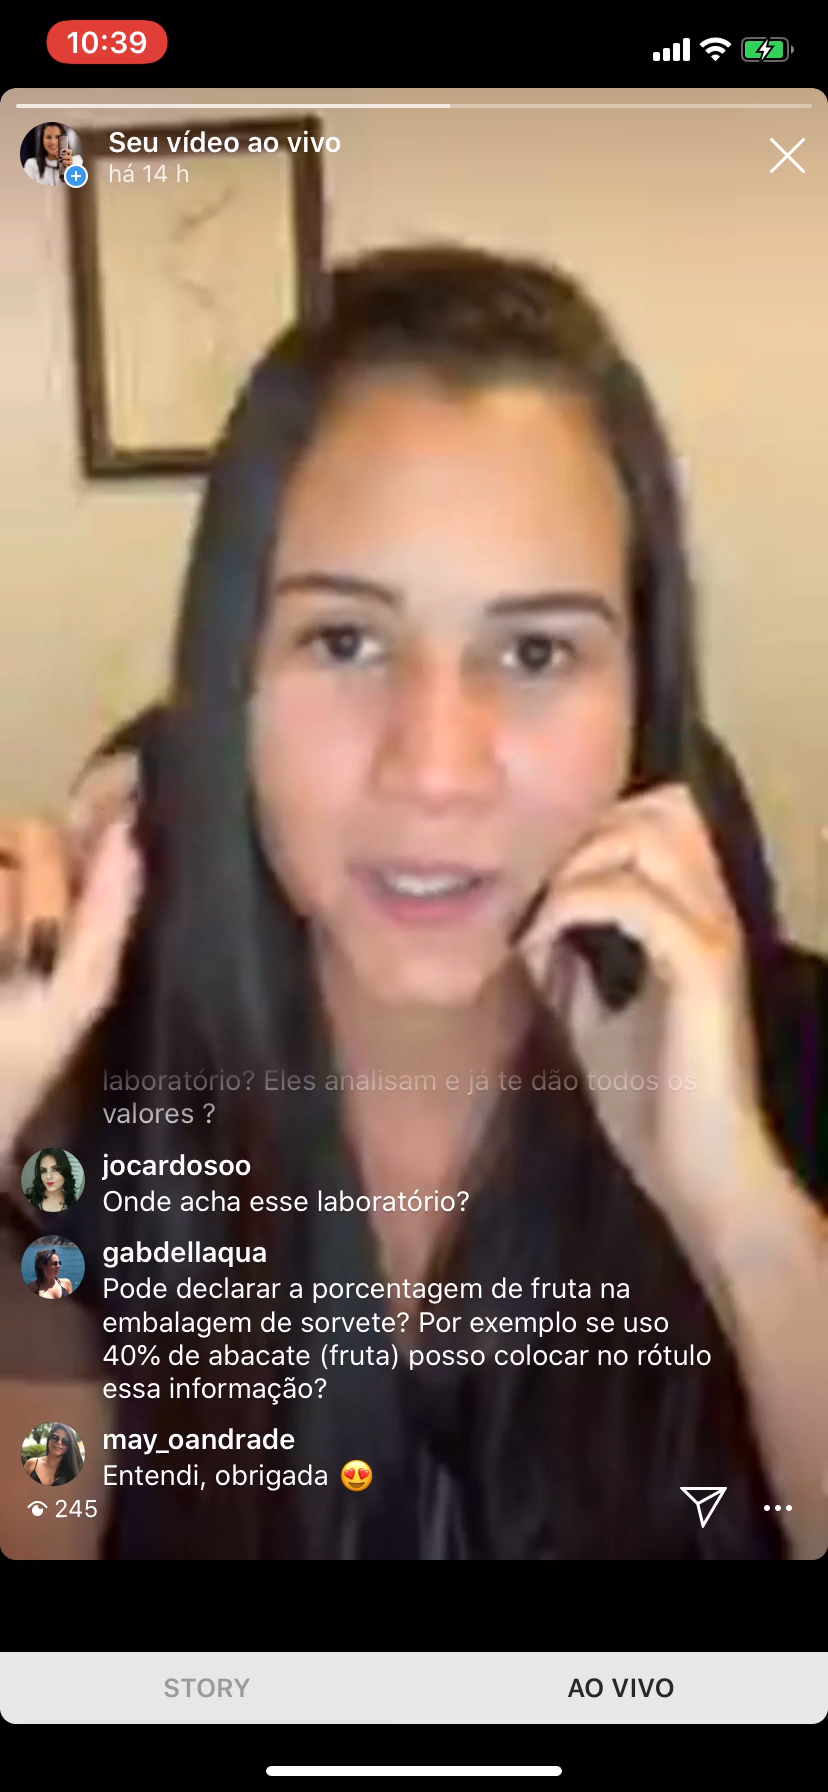 10:39
Seu vídeo ao vivo
há 14 h
laboratório? Eles analisam e já te dão todos os
valores ?
jocardosoo
Onde acha esse laboratório?
gabdellaqua
Pode declarar a porcentagem de fruta na
embalagem de sorvete? Por exemplo se uso
40% de abacate (fruta) posso colocar no rótulo
essa informação?
may_oandrade
Entendi, obrigada 😍
245
STORY
AO VIVO